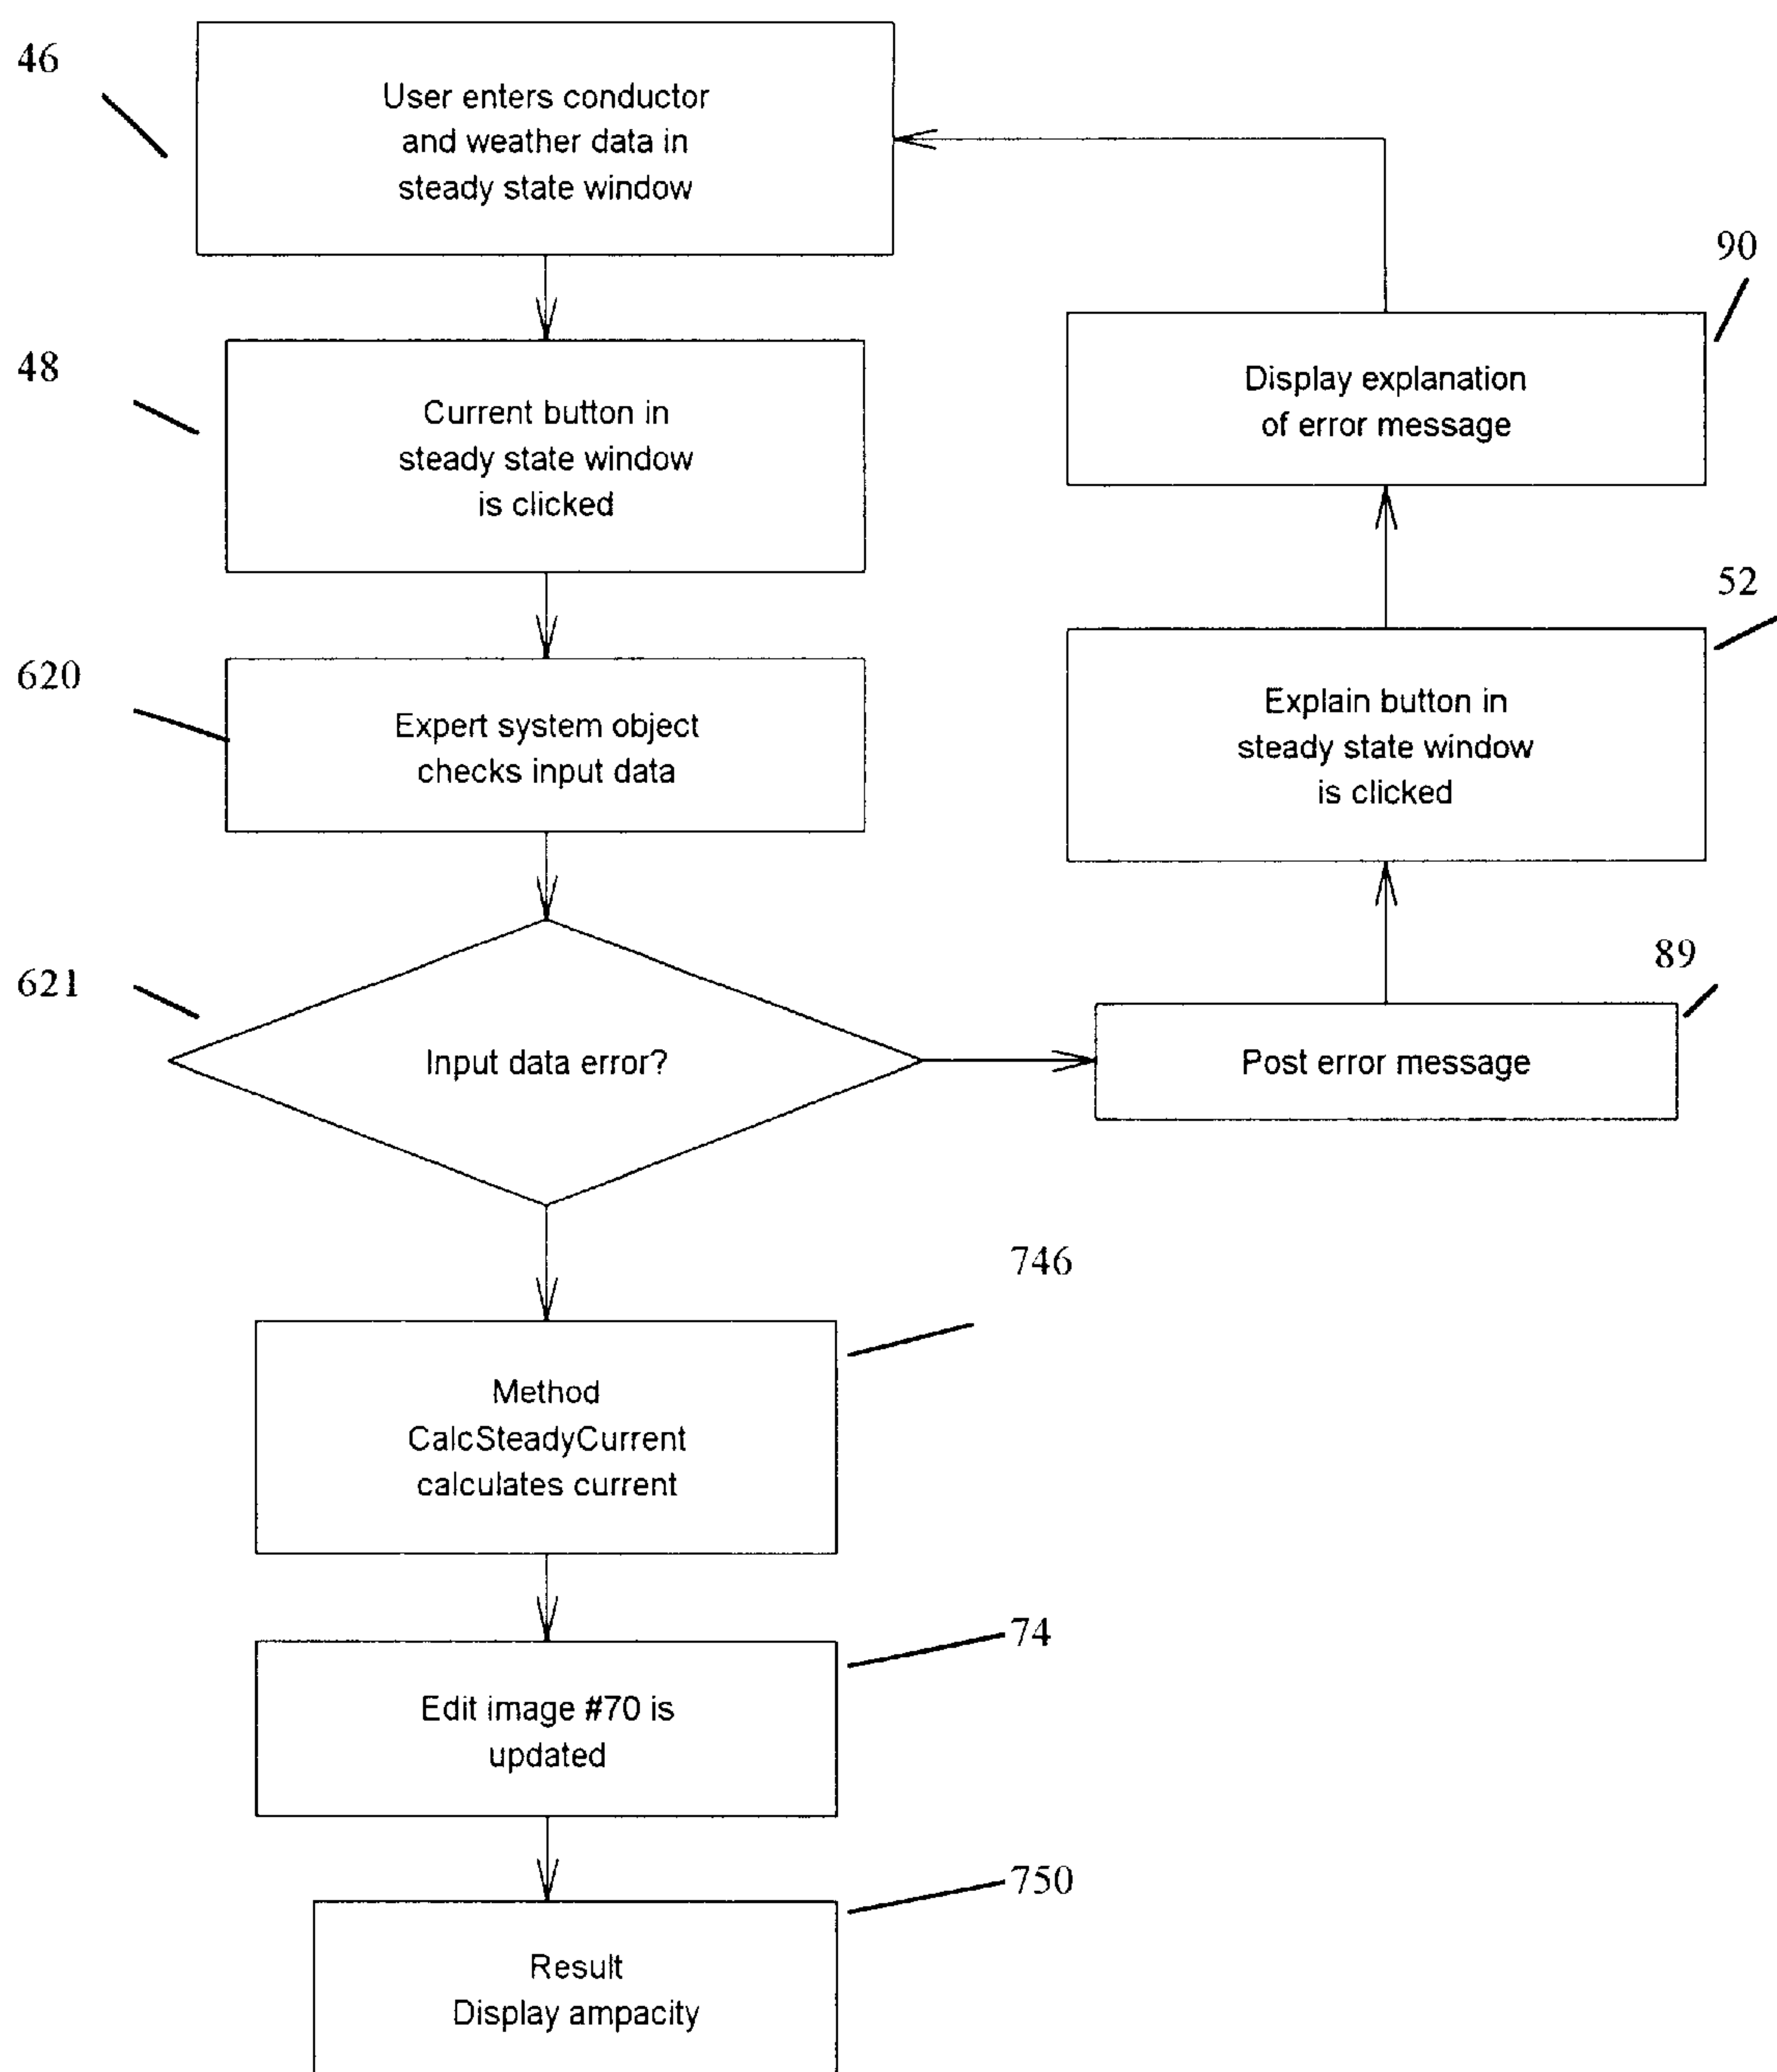 46
User enters conductor
and weather data in
steady state window
90
Display explanation
of error message
48
Current button in
steady state window
is clicked
52
Explain button in
steady state window
is clicked
620
Expert system object
checks input data
89
Post error message
621
Input data error?
746
Method
CalcSteadyCurrent
calculates current
74
Edit image #70 is
updated
750
Result
Display ampacity